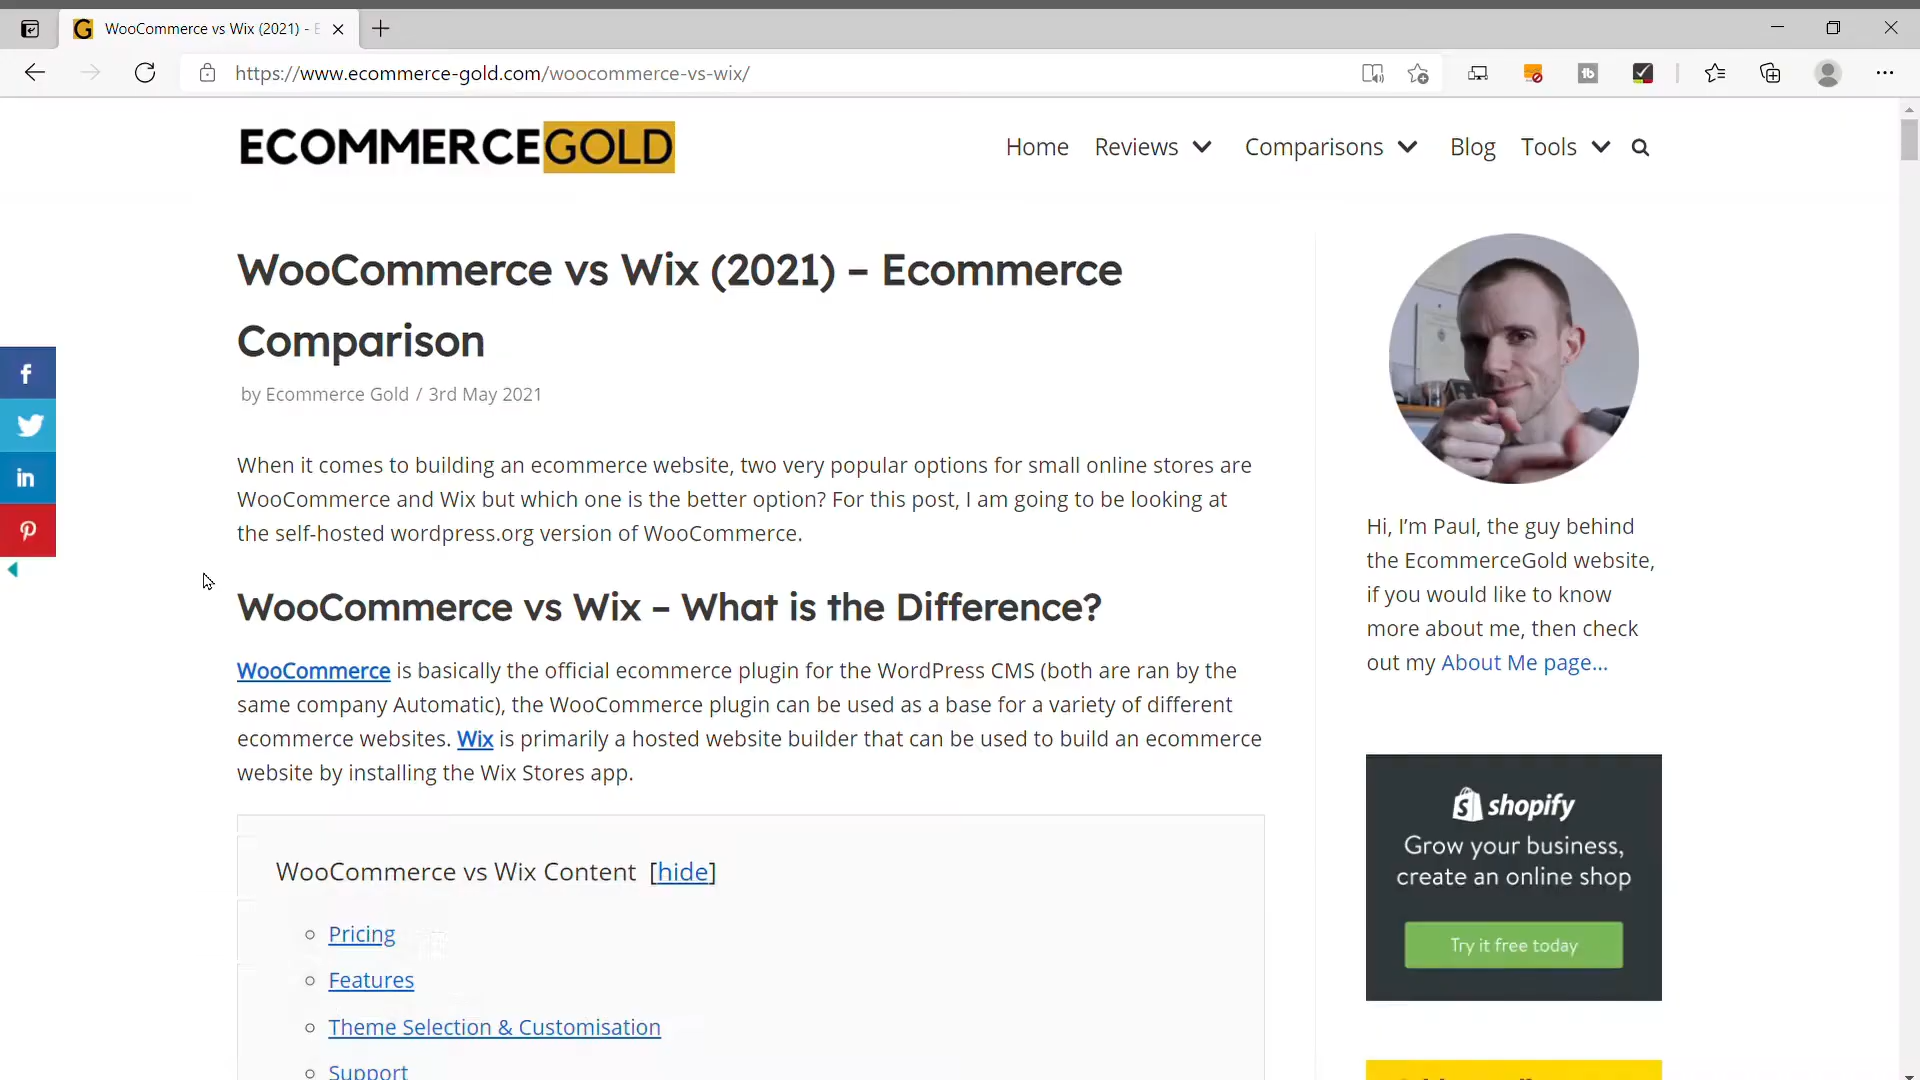 WooCommerce vs Wix (2021) - E
https://www.ecommerce-gold.com/woocommerce-vs-wix/
ECOMMERCEGOLD
Home Reviews Comparisons Blog Tools
WooCommerce vs Wix (2021) – Ecommerce
Comparison
by Ecommerce Gold / 3rd May 2021
When it comes to building an ecommerce website, two very popular options for small online stores are
WooCommerce and Wix but which one is the better option? For this post, I am going to be looking at
the self-hosted wordpress.org version of WooCommerce.
WooCommerce vs Wix – What is the Difference?
WooCommerce is basically the official ecommerce plugin for the WordPress CMS (both are ran by the
same company Automatic), the WooCommerce plugin can be used as a base for a variety of different
ecommerce websites. Wix is primarily a hosted website builder that can be used to build an ecommerce
website by installing the Wix Stores app.
WooCommerce vs Wix Content [hide]
Pricing
Features
Theme Selection & Customisation
Support
Hi, I’m Paul, the guy behind
the EcommerceGold website,
if you would like to know
more about me, then check
out my About Me page...
shopify
Grow your business,
create an online shop
Try it free today